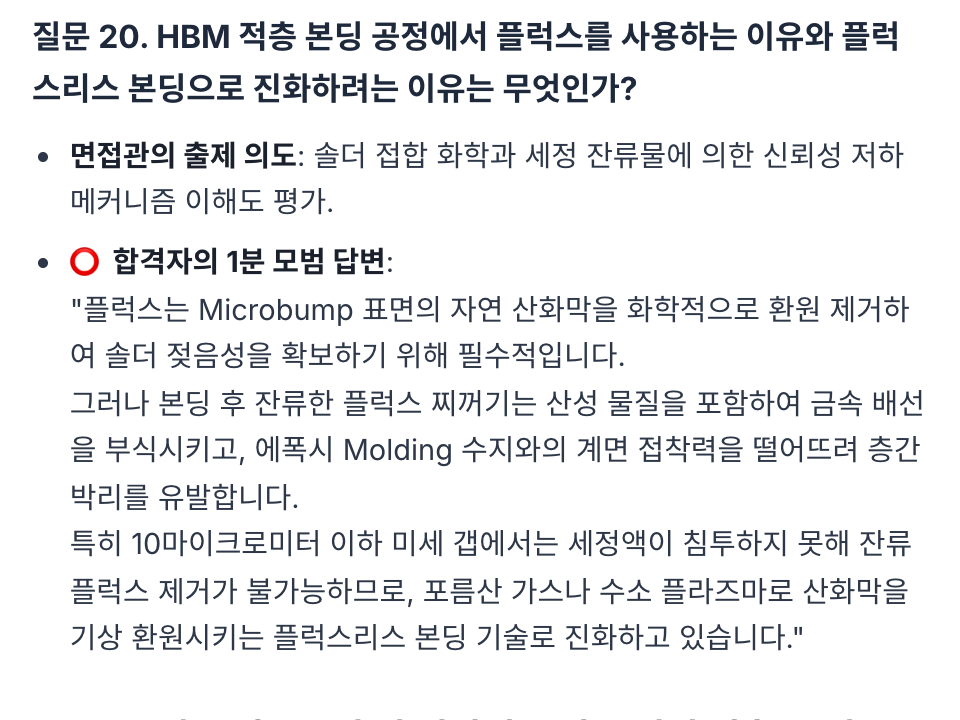 질문 20. HBM 적층 본딩 공정에서 플럭스를 사용하는 이유와 플럭
스리스 본딩으로 진화하려는 이유는 무엇인가?
• 면접관의 출제 의도: 솔더 접합 화학과 세정 잔류물에 의한 신뢰성 저하
메커니즘 이해도 평가.
• ⭕ 합격자의 1분 모범 답변:
"플럭스는 Microbump 표면의 자연 산화막을 화학적으로 환원 제거하
여 솔더 젖음성을 확보하기 위해 필수적입니다.
그러나 본딩 후 잔류한 플럭스 찌꺼기는 산성 물질을 포함하여 금속 배선
을 부식시키고, 에폭시 Molding 수지와의 계면 접착력을 떨어뜨려 층간
박리를 유발합니다.
특히 10마이크로미터 이하 미세 갭에서는 세정액이 침투하지 못해 잔류
플럭스 제거가 불가능하므로, 포름산 가스나 수소 플라즈마로 산화막을
기상 환원시키는 플럭스리스 본딩 기술로 진화하고 있습니다."